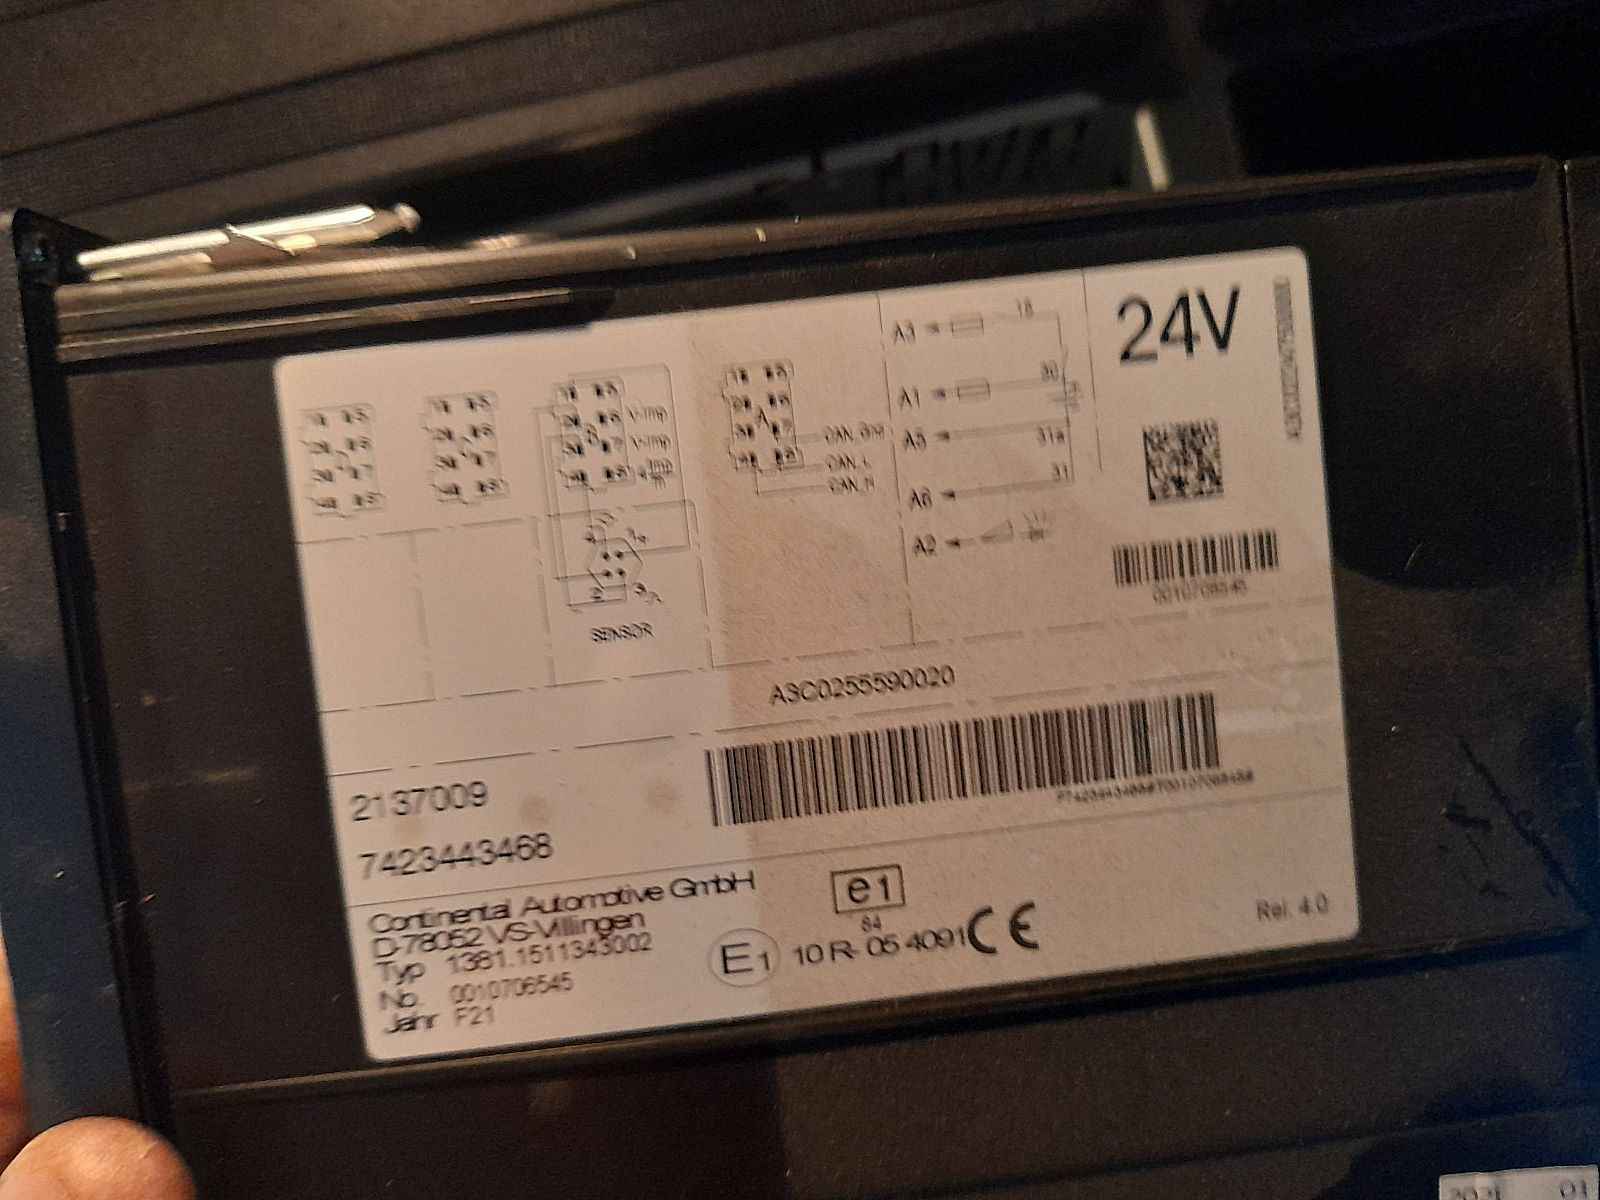 24V
A3
15
A1
30
A5
31a
A6
31
A2
CAN_Gnd
CAN_L
CAN_H
SENSOR
0010706545
A3C0255590020
2137009
7423443468
Continental Automotive GmbH
D-78052 VS-Villingen
Typ 1381.1511343002
No. 0010706545
Jahr F21
e1
84
E1 10 R- 05 4091 CE
Rel. 4.0